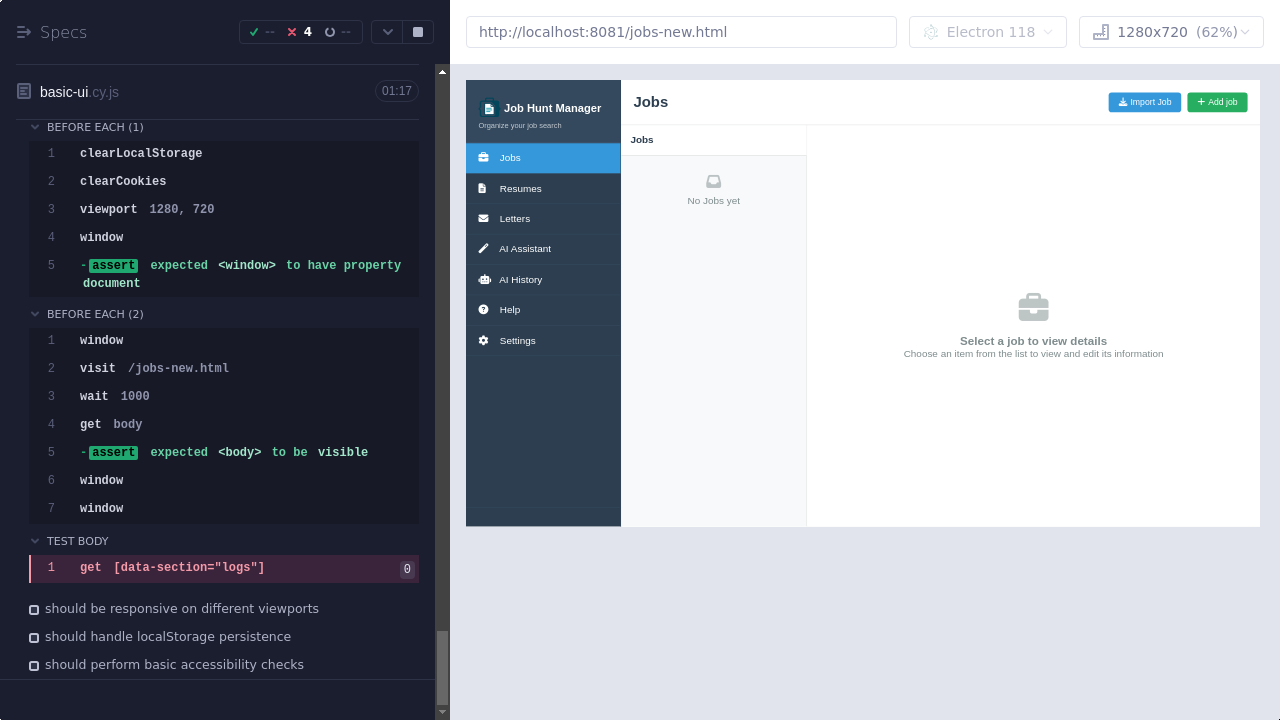 Specs
-- 4 --
basic-ui.cy.js 01:17
BEFORE EACH (1)
1 clearLocalStorage
2 clearCookies
3 viewport 1280, 720
4 window
5 -assert expected <window> to have property
document
BEFORE EACH (2)
1 window
2 visit /jobs-new.html
3 wait 1000
4 get body
5 -assert expected <body> to be visible
6 window
7 window
TEST BODY
1 get [data-section="logs"] 0
should be responsive on different viewports
should handle localStorage persistence
should perform basic accessibility checks
http://localhost:8081/jobs-new.html
Electron 118
1280x720 (62%)
Job Hunt Manager
Organize your job search
Jobs
Resumes
Letters
AI Assistant
AI History
Help
Settings
Jobs
Import Job
Add job
Jobs
No Jobs yet
Select a job to view details
Choose an item from the list to view and edit its information